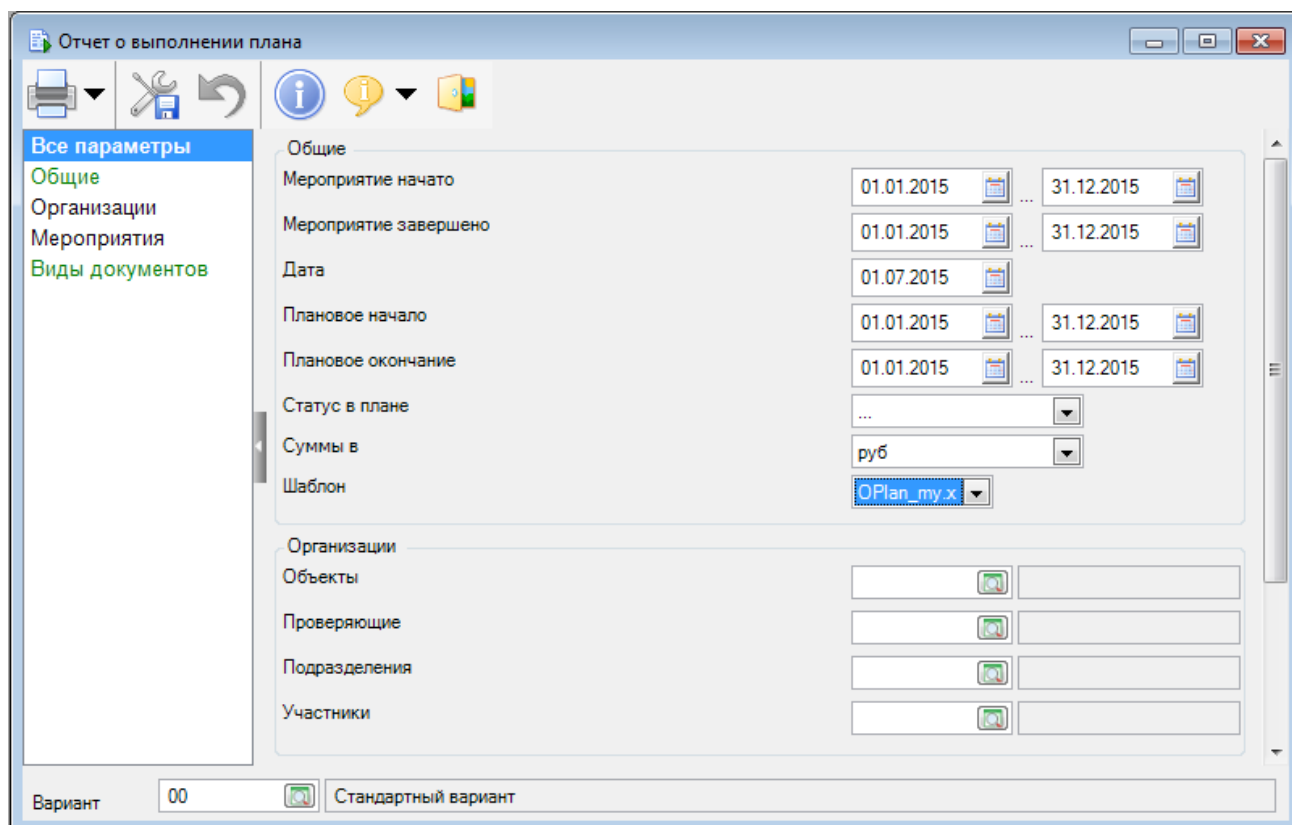 Отчет о выполнении плана
Все параметры
Общие
Организации
Мероприятия
Виды документов
Общие
Мероприятие начато 01.01.2015 ... 31.12.2015
Мероприятие завершено 01.01.2015 ... 31.12.2015
Дата 01.07.2015
Плановое начало 01.01.2015 ... 31.12.2015
Плановое окончание 01.01.2015 ... 31.12.2015
Статус в плане ...
Суммы в руб
Шаблон OPlan_my.x
Организации
Объекты
Проверяющие
Подразделения
Участники
Вариант 00 Стандартный вариант